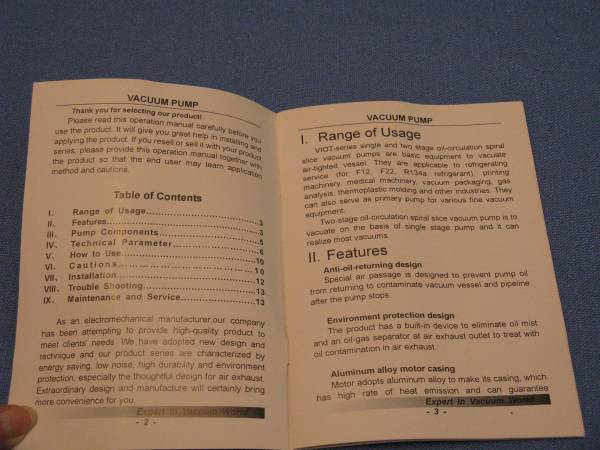 VACUUM PUMP
Thank you for selecting our product!
Please read this operation manual carefully before you
use the product. It will give you great help in installing and
applying the product. If you resell or sell it with your product
series, please provide this operation manual together with
the product so that the end user may learn application
method and cautions.
Table of Contents
I. Range of Usage..............................3
II. Features..............................3
III. Pump Components..............................5
IV. Technical Parameter..............................6
V. How to Use..............................10
VI. Cautions..............................10
VII. Installation..............................12
VIII. Trouble Shooting..............................13
IX. Maintenance and Service..............................13
As an electromechanical manufacturer,our company
has been attempting to provide high-quality product to
meet clients' needs. We have adopted new design and
technique and our product series are characterized by
energy saving, low noise, high durability and environment
protection, especially the thoughtful design for air exhaust.
Extraordinary design and manufacture will certainly bring
more convenience for you.
Expert In Vacuum World
- 2 -
VACUUM PUMP
I. Range of Usage
VIOT-series single and two stage oil-circulation spiral
slice vacuum pumps are basic equipment to vacuate
air-tighted vessel. They are applicable to refrigerating
service (for F12, F22, R134a refrigerant), printing
machinery, medical machinery, vacuum packaging, gas
analysis, thermoplastic molding and other industries. They
can also serve as primary pump for various fine vacuum
equipment.
Two-stage oil-circulation spiral slice vacuum pump is to
vacuate on the basis of single stage pump and it can
realize most vacuums.
II. Features
Anti-oil-returning design
Special air passage is designed to prevent pump oil
from returning to contaminate vacuum vessel and pipeline
after the pump stops.
Environment protection design
The product has a built-in device to eliminate oil mist
and an oil-gas separator at air exhaust outlet to treat with
oil contamination in air exhaust.
Aluminum alloy motor casing
Motor adopts aluminum alloy to make its casing, which
has high rate of heat emission and can guarantee
Expert In Vacuum World
- 3 -